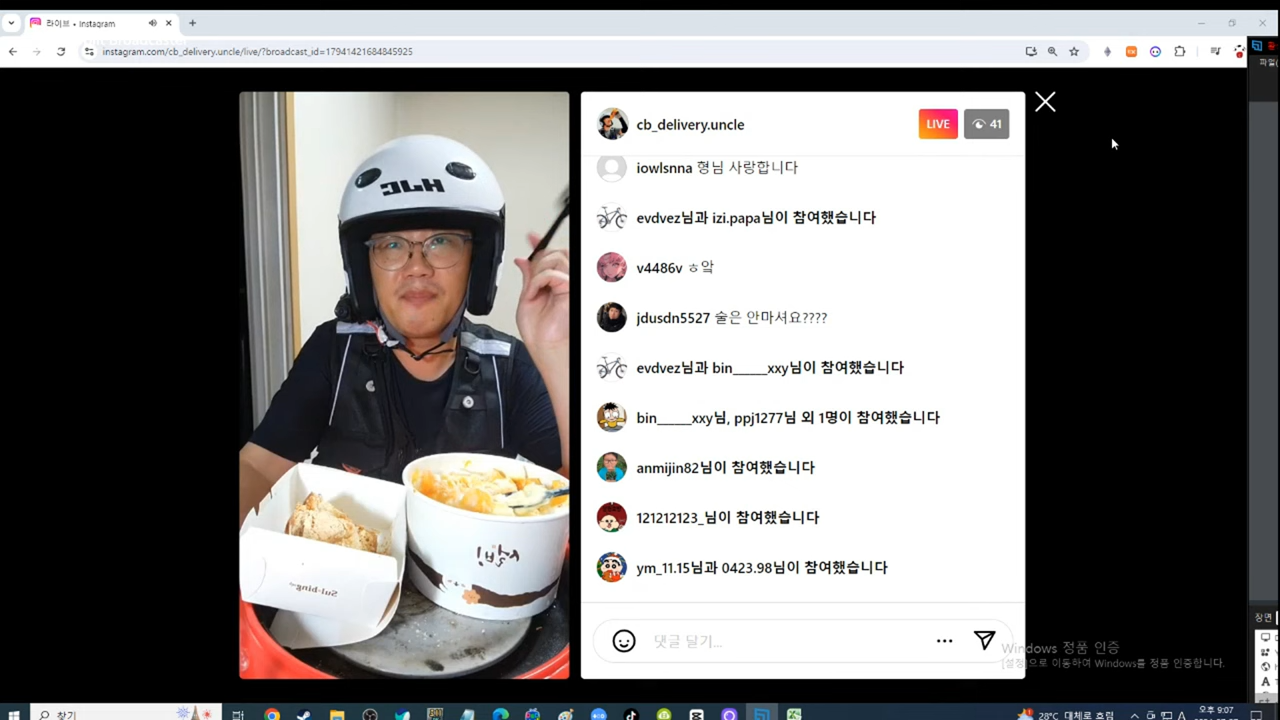 라이브 • Instagram
instagram.com/cb_delivery.uncle/live/?broadcast_id=17941421684845925
파일(
cb_delivery.uncle
LIVE
41
iowlsnna 형님 사랑합니다
evdvez님과 izi.papa님이 참여했습니다
v4486v ㅎ앜
jdusdn5527 술은 안마셔요????
evdvez님과 bin_____xxy님이 참여했습니다
bin_____xxy님, ppj1277님 외 1명이 참여했습니다
anmijin82님이 참여했습니다
121212123_님이 참여했습니다
ym_11.15님과 0423.98님이 참여했습니다
댓글 달기...
HJC
설빙
Sul-bing
Windows 정품 인증
[설정]으로 이동하여 Windows를 정품 인증합니다.
장면
찾기
28°C 대체로 흐림
A
오후 9:07